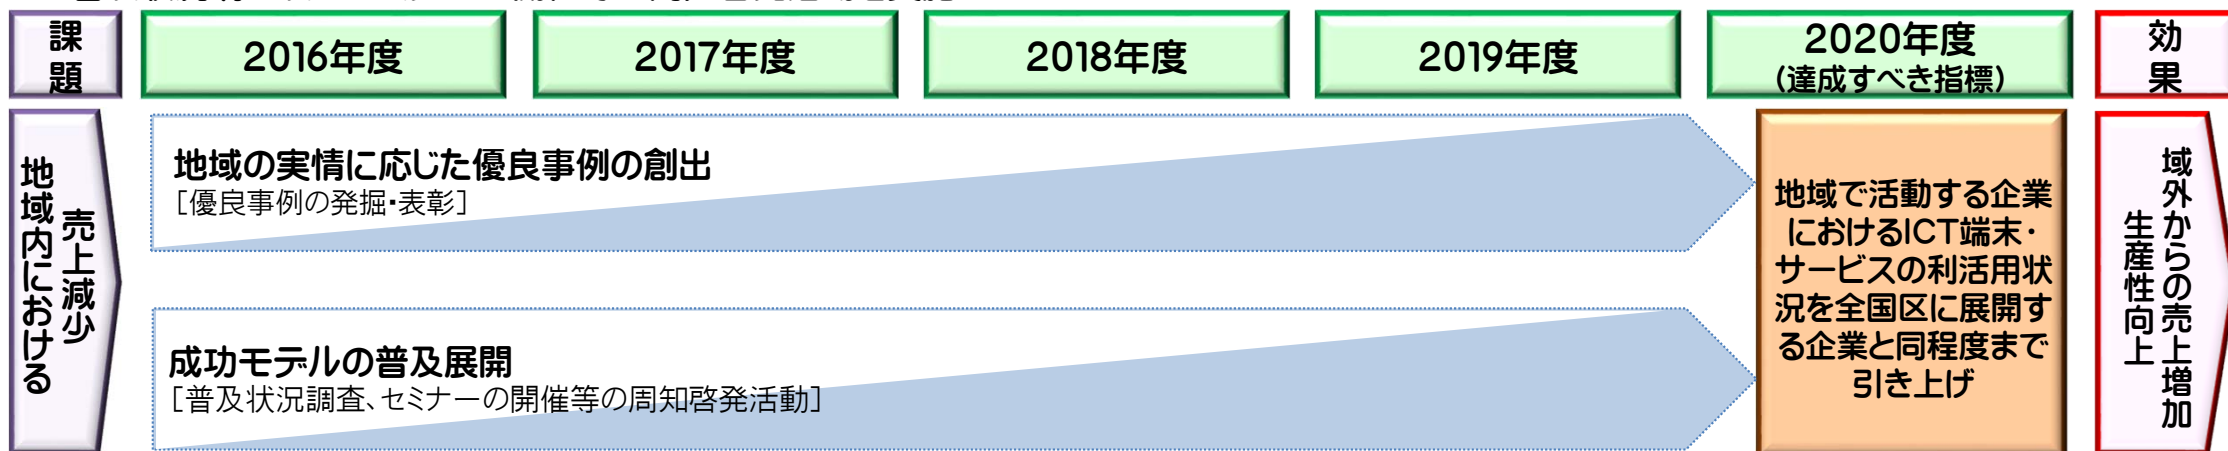 課題
2016年度
2017年度
2018年度
2019年度
2020年度
(達成すべき指標)
効果
地域内における
売上減少
地域の実情に応じた優良事例の創出
[優良事例の発掘・表彰]
成功モデルの普及展開
[普及状況調査、セミナーの開催等の周知啓発活動]
地域で活動する企業
におけるICT端末・
サービスの利活用状
況を全国区に展開す
る企業と同程度まで
引き上げ
域外からの売上増加
生産性向上